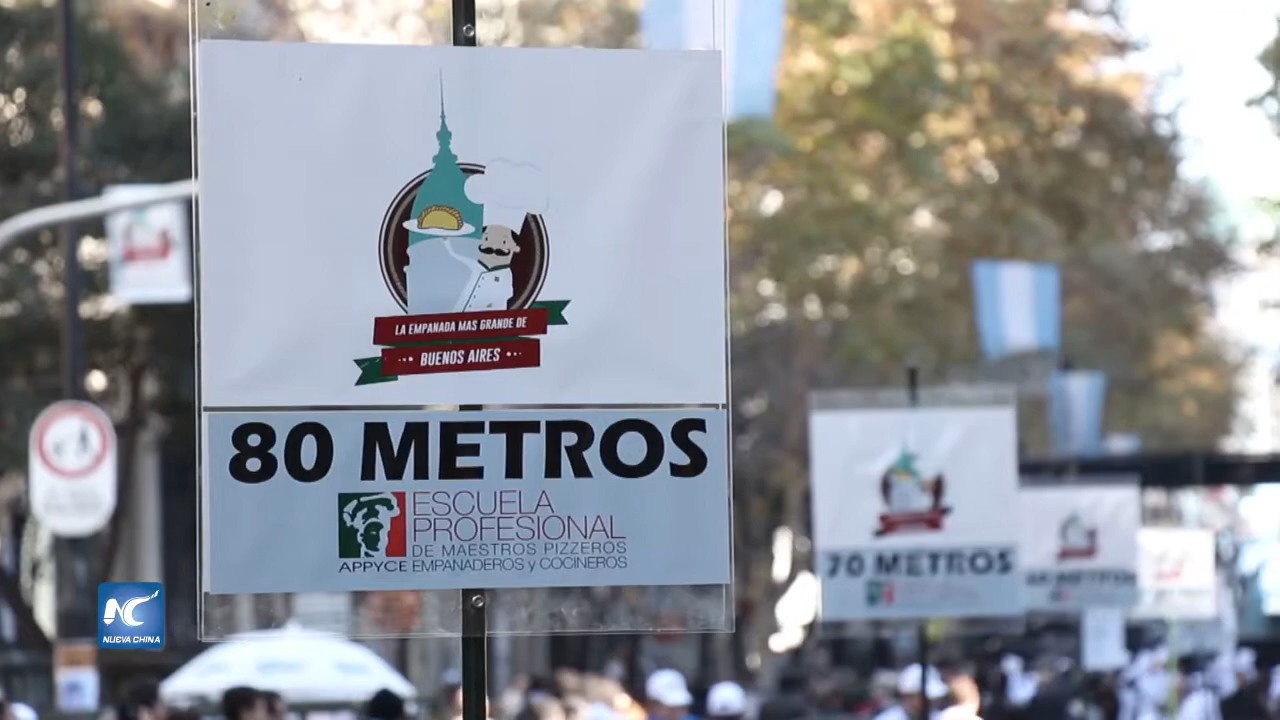 LA EMPANADA MAS GRANDE DE
BUENOS AIRES
80 METROS
ESCUELA
PROFESIONAL
DE MAESTROS PIZZEROS
APPYCE EMPANADEROS y COCINEROS
70 METROS
NC
NUEVA CHINA